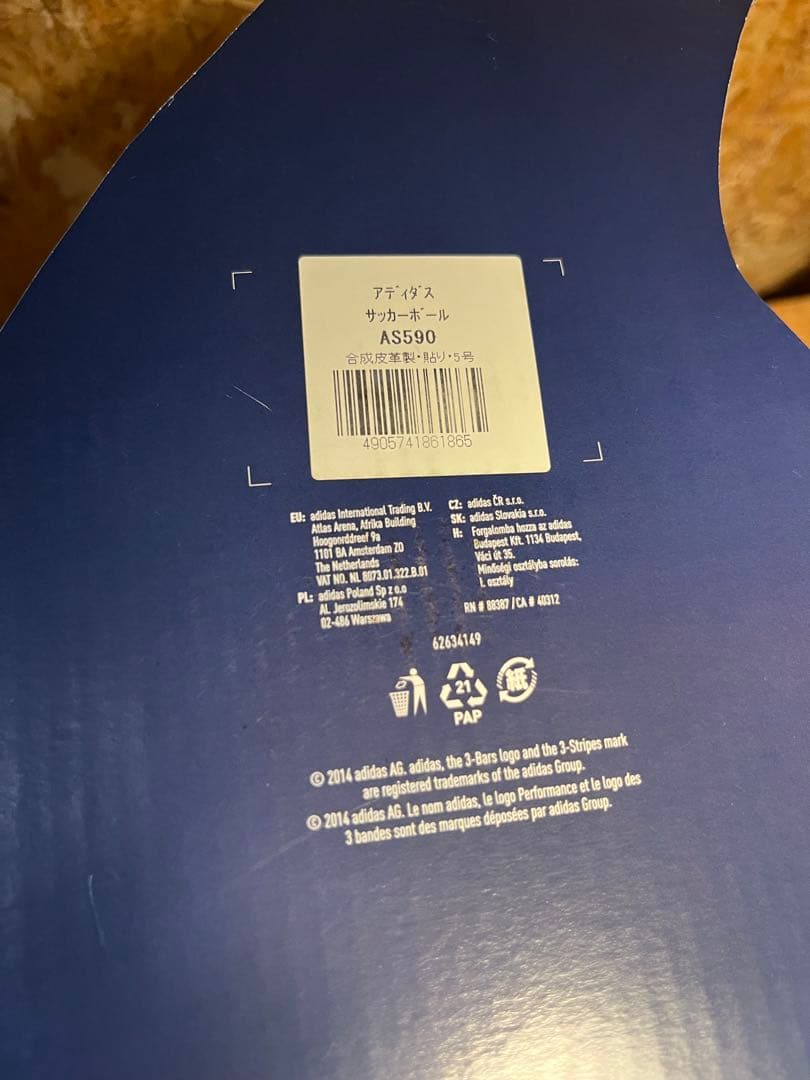 アディダス
サッカーボール
AS590
合成皮革製・貼り・5号
4905741861865
EU: adidas International Trading B.V.
Atlas Arena, Afrika Building
Hoogoorddreef 9a
1101 BA Amsterdam ZO
The Netherlands
VAT NO. NL 8073.01.322.B.01
PL: adidas Poland Sp z o.o
Al. Jerozolimskie 174
02-486 Warszawa
CZ: adidas ČR s.r.o.
SK: adidas Slovakia s.r.o.
H: Forgalomba hozza az adidas
Budapest Kft. 1134 Budapest,
Váci út 35.
Minőségi osztályba sorolás:
I. osztály
RN # 88387 / CA # 40312
62634149
21
PAP
紙
© 2014 adidas AG. adidas, the 3-Bars logo and the 3-Stripes mark
are registered trademarks of the adidas Group.
© 2014 adidas AG. Le nom adidas, le logo Performance et le logo des
3 bandes sont des marques déposées par adidas Group.